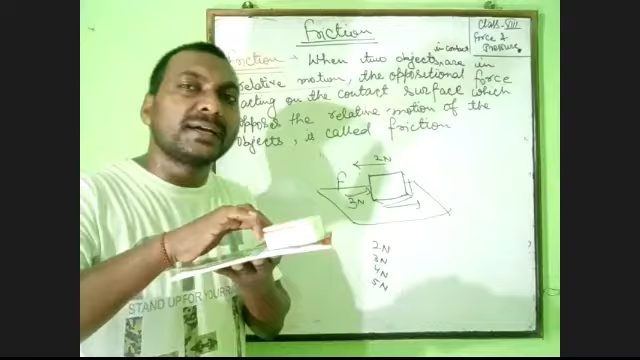 Friction
Class-VIII
Force &
Pressure
Friction - When two objects in contact are in
relative motion, the oppositional force
acting on the contact surface which
opposes the relative motion of the
objects, is called friction
2N
F
3N
2N
3N
4N
5N
STAND UP FOR YOUR